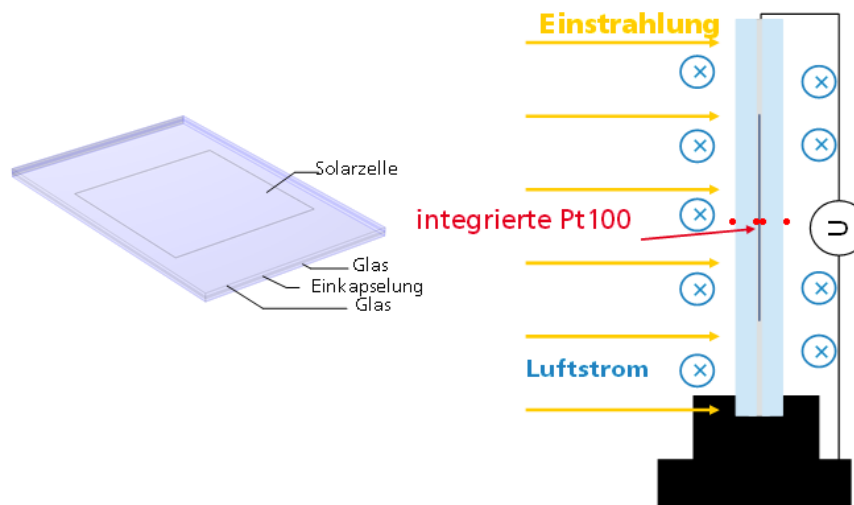 Einstrahlung
Solarzelle
integrierte Pt100
Glas
Einkapselung
Glas
Luftstrom
U